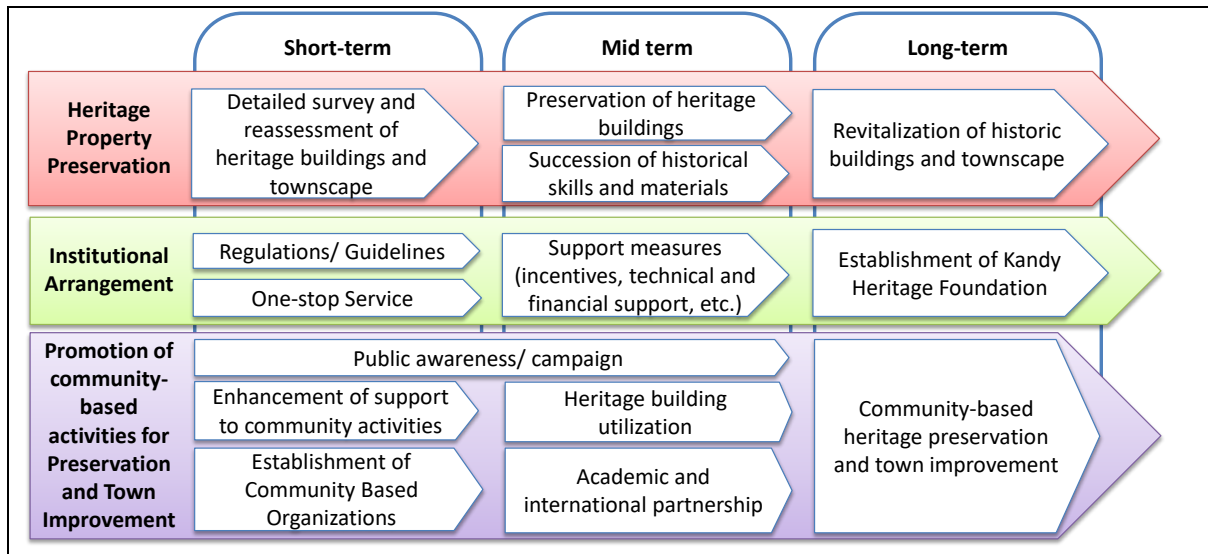 Short-term
Mid term
Long-term
Heritage
Property
Preservation
Detailed survey and
reassessment of
heritage buildings and
townscape
Preservation of heritage
buildings
Succession of historical
skills and materials
Revitalization of historic
buildings and townscape
Institutional
Arrangement
Regulations/ Guidelines
One-stop Service
Support measures
(incentives, technical and
financial support, etc.)
Establishment of Kandy
Heritage Foundation
Promotion of
community-
based
activities for
Preservation
and Town
Improvement
Public awareness/ campaign
Enhancement of support
to community activities
Establishment of
Community Based
Organizations
Heritage building
utilization
Academic and
international partnership
Community-based
heritage preservation
and town improvement